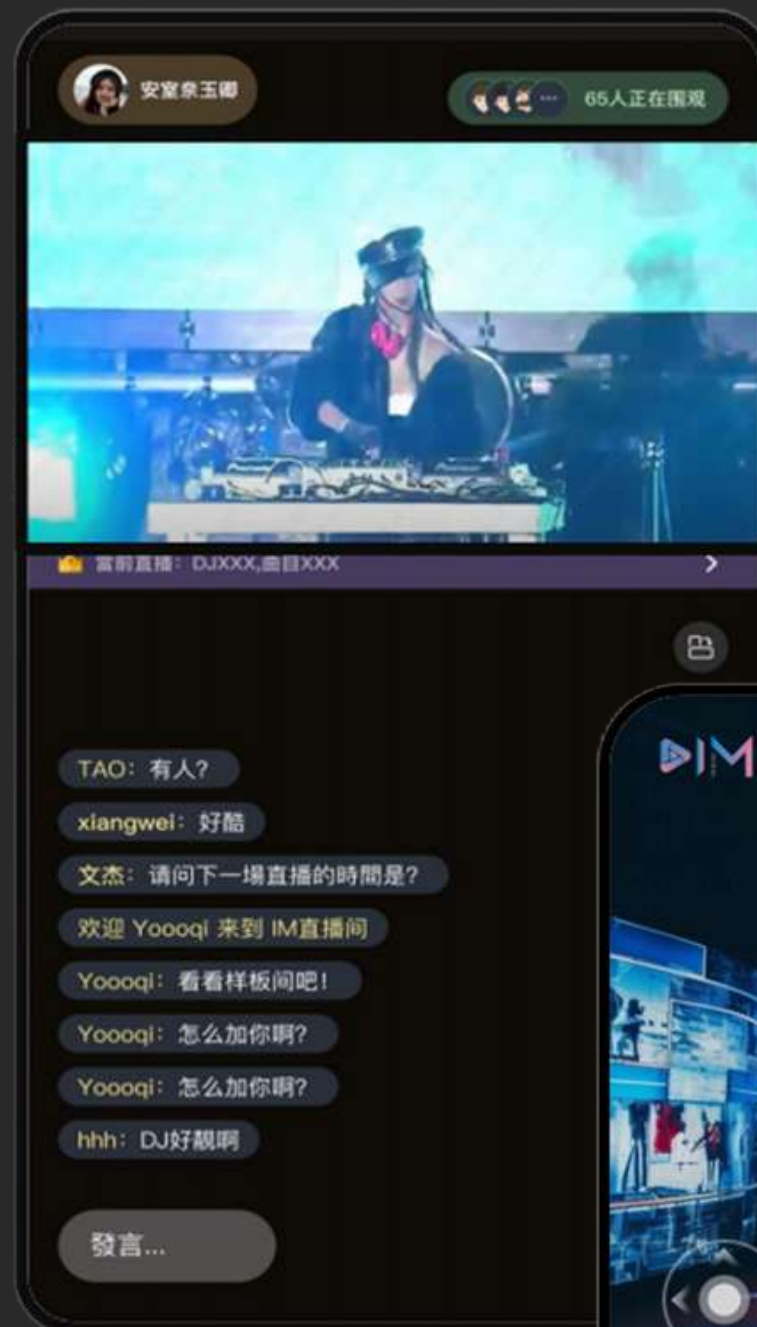 安室奈玉卿
65人正在围观
當前直播：DJXXX,曲目XXX
TAO：有人?
xiangwei：好酷
文杰：请问下一場直播的時間是?
欢迎 Yoooqi 来到 IM直播间
Yoooqi：看看样板间吧!
Yoooqi：怎么加你啊?
Yoooqi：怎么加你啊?
hhh：DJ好靓啊
發言...
IM